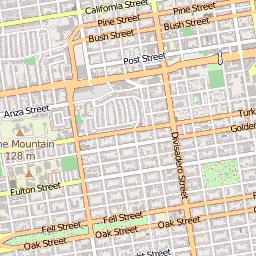 California Street
Pine Street
Pine Street
Bush Street
Bush Street
Post Street
Anza Street
Turk
Golden
ne Mountain
128 m
Divisadero Street
Fulton Street
Fell Street
Fell Street
Oak Street
Oak Street
ht Street